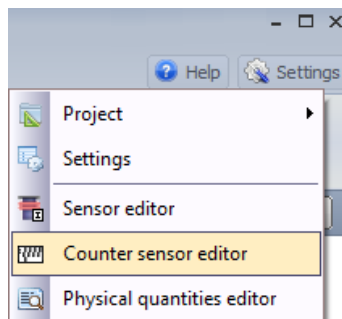 Help Settings
Project
Settings
Sensor editor
Counter sensor editor
Physical quantities editor